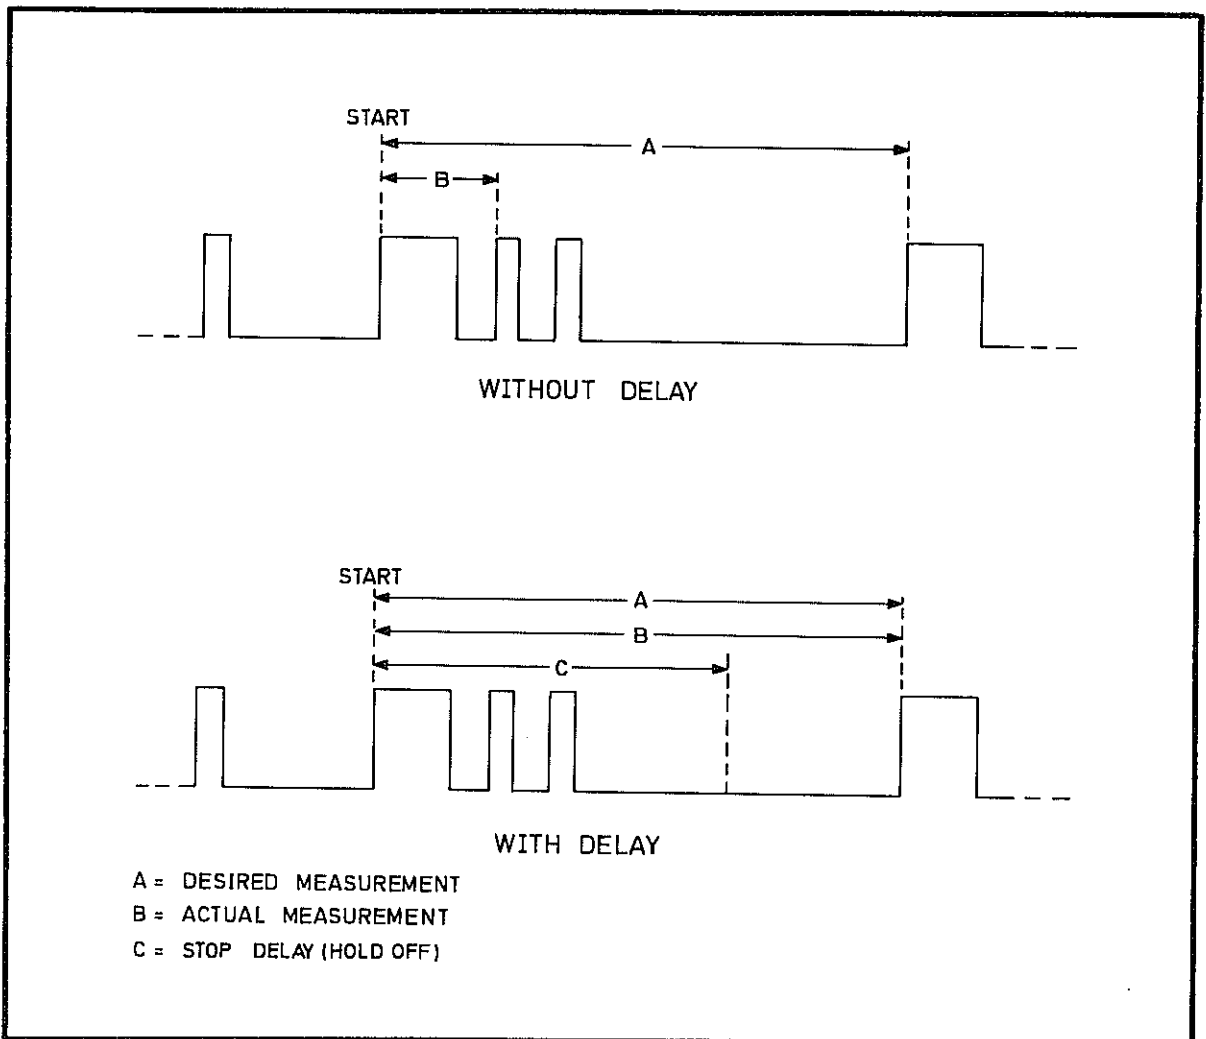 START
A
B
WITHOUT DELAY
START
A
B
C
WITH DELAY
A = DESIRED MEASUREMENT
B = ACTUAL MEASUREMENT
C = STOP DELAY (HOLD OFF)